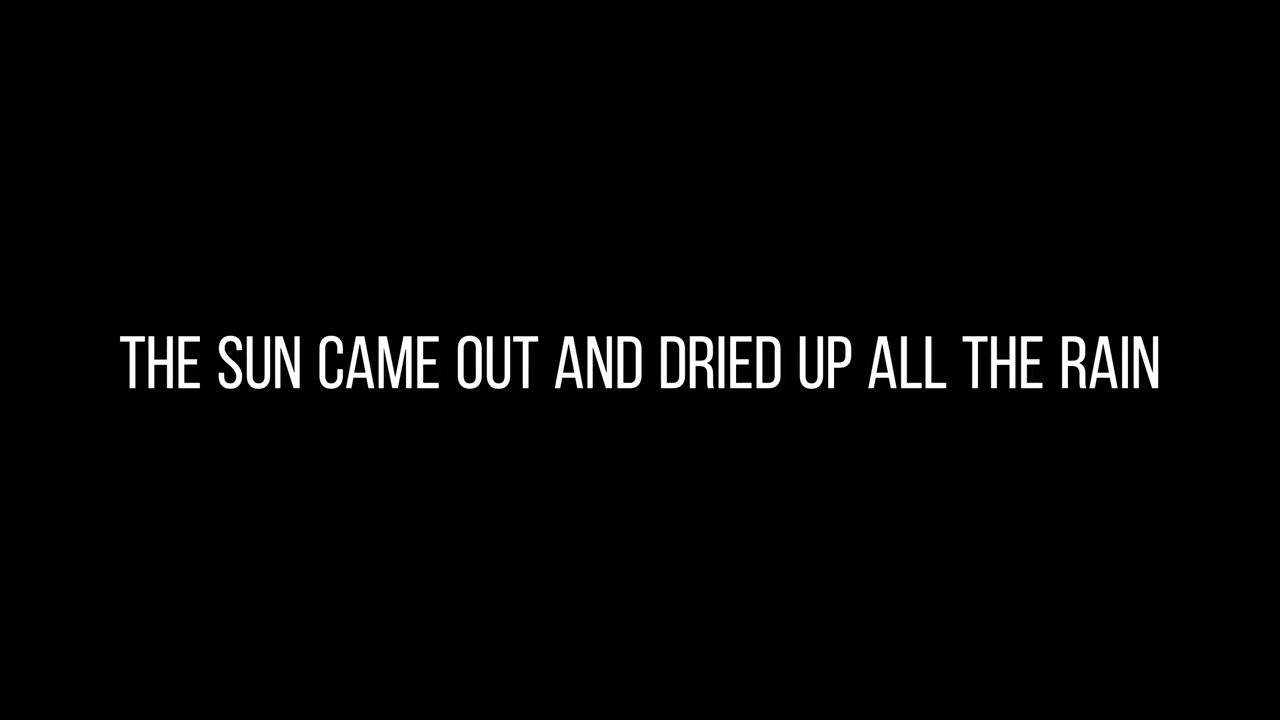 THE SUN CAME OUT AND DRIED UP ALL THE RAIN